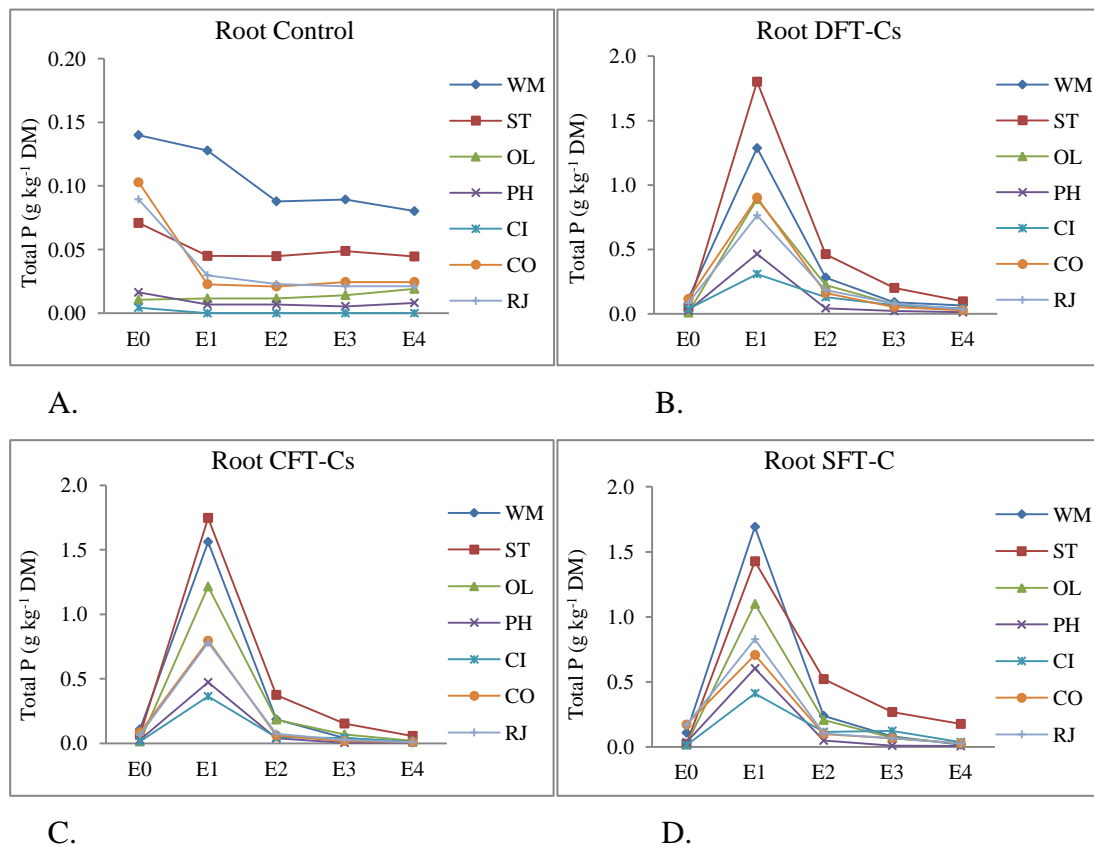 Root Control
Total P (g kg⁻¹ DM)
0.20
0.15
0.10
0.05
0.00
E0 E1 E2 E3 E4
WM
ST
OL
PH
CI
CO
RJ
A.
Root DFT-Cs
Total P (g kg⁻¹ DM)
2.0
1.5
1.0
0.5
0.0
E0 E1 E2 E3 E4
WM
ST
OL
PH
CI
CO
RJ
B.
Root CFT-Cs
Total P (g kg⁻¹ DM)
2.0
1.5
1.0
0.5
0.0
E0 E1 E2 E3 E4
WM
ST
OL
PH
CI
CO
RJ
C.
Root SFT-C
Total P (g kg⁻¹ DM)
2.0
1.5
1.0
0.5
0.0
E0 E1 E2 E3 E4
WM
ST
OL
PH
CI
CO
RJ
D.